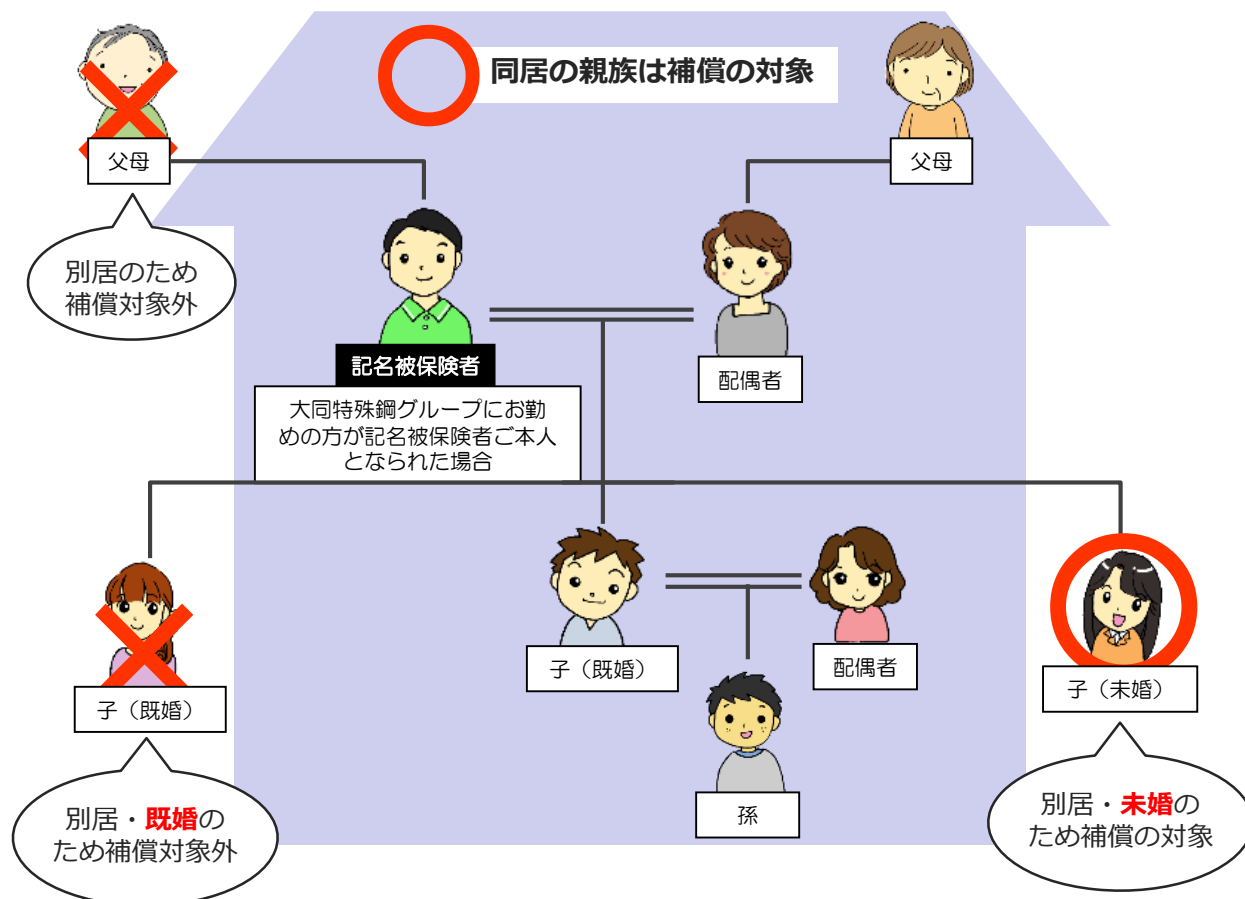 同居の親族は補償の対象
父母
父母
別居のため
補償対象外
記名被保険者
配偶者
大同特殊鋼グループにお勤
めの方が記名被保険者ご本人
となられた場合
子（既婚）
配偶者
子（既婚）
子（未婚）
孫
別居・既婚の
ため補償対象外
別居・未婚の
ため補償の対象